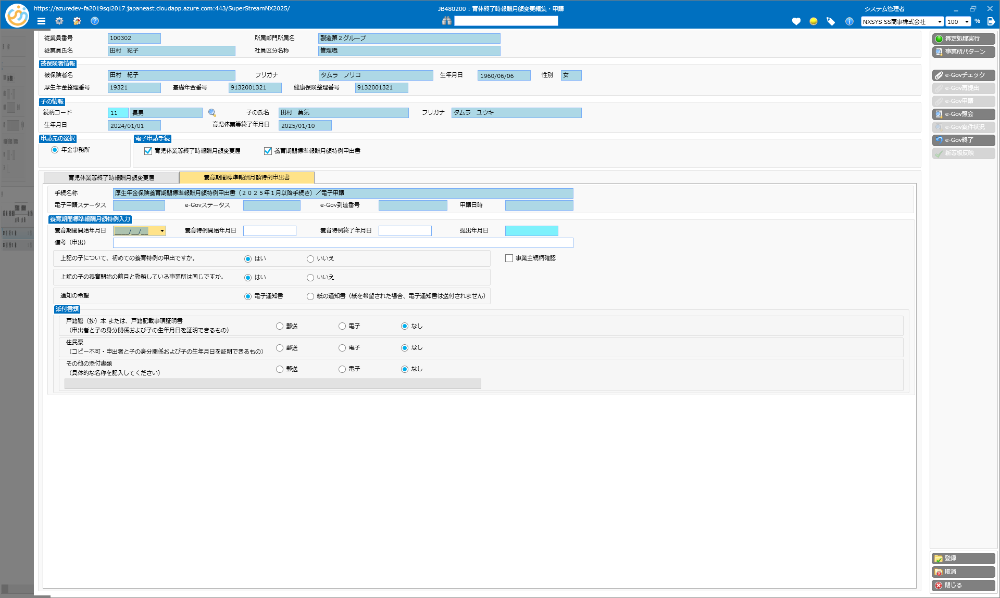 https://azuredev-fa2019sql2017.japaneast.cloudapp.azure.com:443/SuperStreamNX2025/
JB480200：育休終了時報酬月額変更編集・申請
システム管理者
NXSYS SS商事株式会社
100
%
従業員番号 100302 所属部門所属名 製造第２グループ
従業員氏名 田村　紀子 社員区分名称 管理職
被保険者情報
被保険者名 田村　紀子 フリガナ タムラ　ノリコ 生年月日 1960/06/06 性別 女
厚生年金整理番号 19321 基礎年金番号 9132001321 健康保険整理番号 9132001321
子の情報
続柄コード 11 長男 子の氏名 田村　勇気 フリガナ タムラ　ユウキ
生年月日 2024/01/01 育児休業等終了年月日 2025/01/10
申請先の選択
年金事務所
電子申請手続
育児休業等終了時報酬月額変更届 養育期間標準報酬月額特例申出書
育児休業等終了時報酬月額変更届 養育期間標準報酬月額特例申出書
手続名称 厚生年金保険養育期間標準報酬月額特例申出書（２０２５年１月以降手続き）／電子申請
電子申請ステータス e-Govステータス e-Gov到達番号 申請日時
養育期間標準報酬月額特例入力
養育期間開始年月日 ____/__/__ 養育特例開始年月日 養育特例終了年月日 提出年月日
備考（申出）
上記の子について、初めての養育特例の申出ですか。 はい いいえ 事業主続柄確認
上記の子の養育開始の前月と勤務している事業所は同じですか。 はい いいえ
通知の希望 電子通知書 紙の通知書（紙を希望された場合、電子通知書は送付されません）
添付書類
戸籍謄（抄）本 または、戸籍記載事項証明書
（申出者と子の身分関係および子の生年月日を証明できるもの） 郵送 電子 なし
住民票
（コピー不可・申出者と子の身分関係および子の生年月日を証明できるもの） 郵送 電子 なし
その他の添付書類
（具体的な名称を記入してください） 郵送 電子 なし
算定処理実行
事業所パターン
e-Govチェック
e-Gov再提出
e-Gov申請
e-Gov照会
e-Gov案件状況
e-Gov終了
新等級反映
登録
取消
閉じる